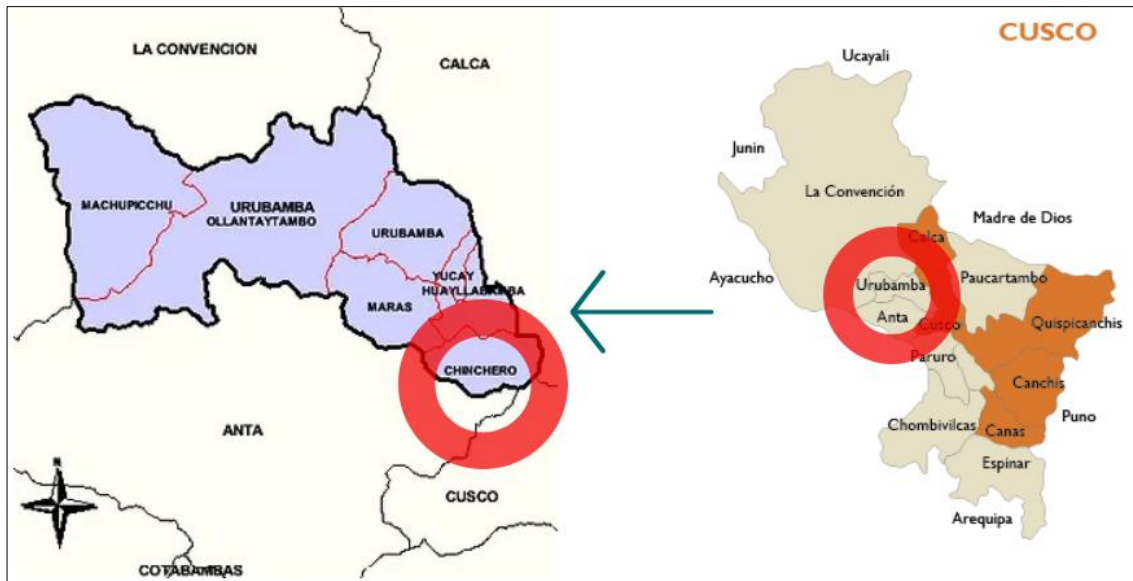 LA CONVENCION
CALCA
MACHUPICCHU
URUBAMBA
OLLANTAYTAMBO
URUBAMBA
YUCAY
HUAYLLABAMBA
MARAS
CHINCHERO
ANTA
CUSCO
N
COTABAMBAS
CUSCO
Ucayali
Junin
La Convención
Madre de Dios
Calca
Ayacucho
Paucartambo
Urubamba
Anta
Cusco
Quispicanchis
Paruro
Canchis
Puno
Chombivilcas
Canas
Espinar
Arequipa